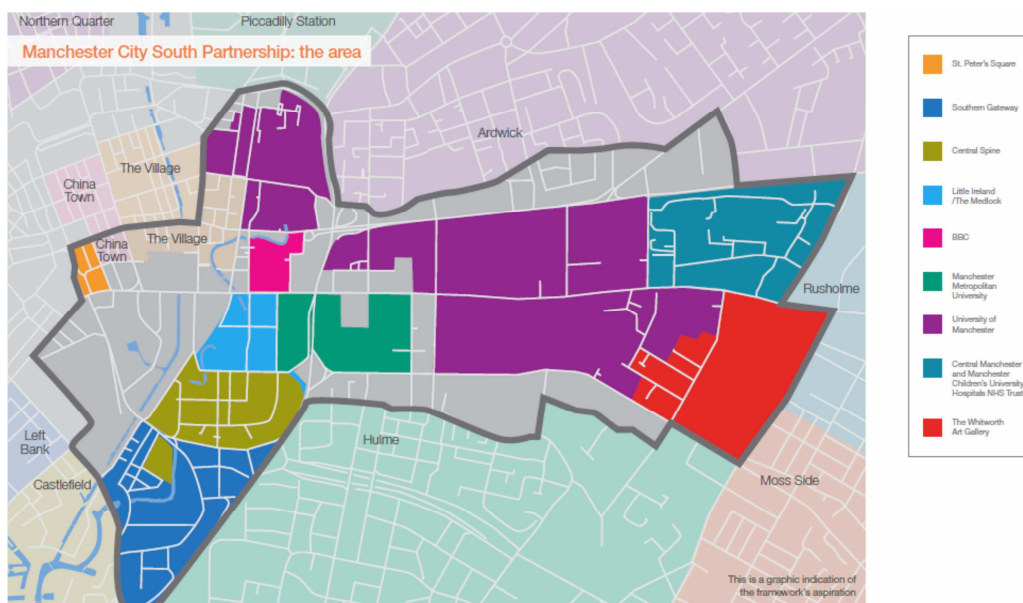 Northern Quarter
Piccadilly Station
Manchester City South Partnership: the area
Ardwick
The Village
China
Town
The Village
China
Town
Rusholme
Left
Bank
Castlefield
Hulme
Moss Side
This is a graphic indication of
the framework's aspiration
St. Peter's Square
Southern Gateway
Central Spine
Little Ireland
/The Medlock
BBC
Manchester
Metropolitan
University
University of
Manchester
Central Manchester
and Manchester
Children's University
Hospitals NHS Trust
The Whitworth
Art Gallery